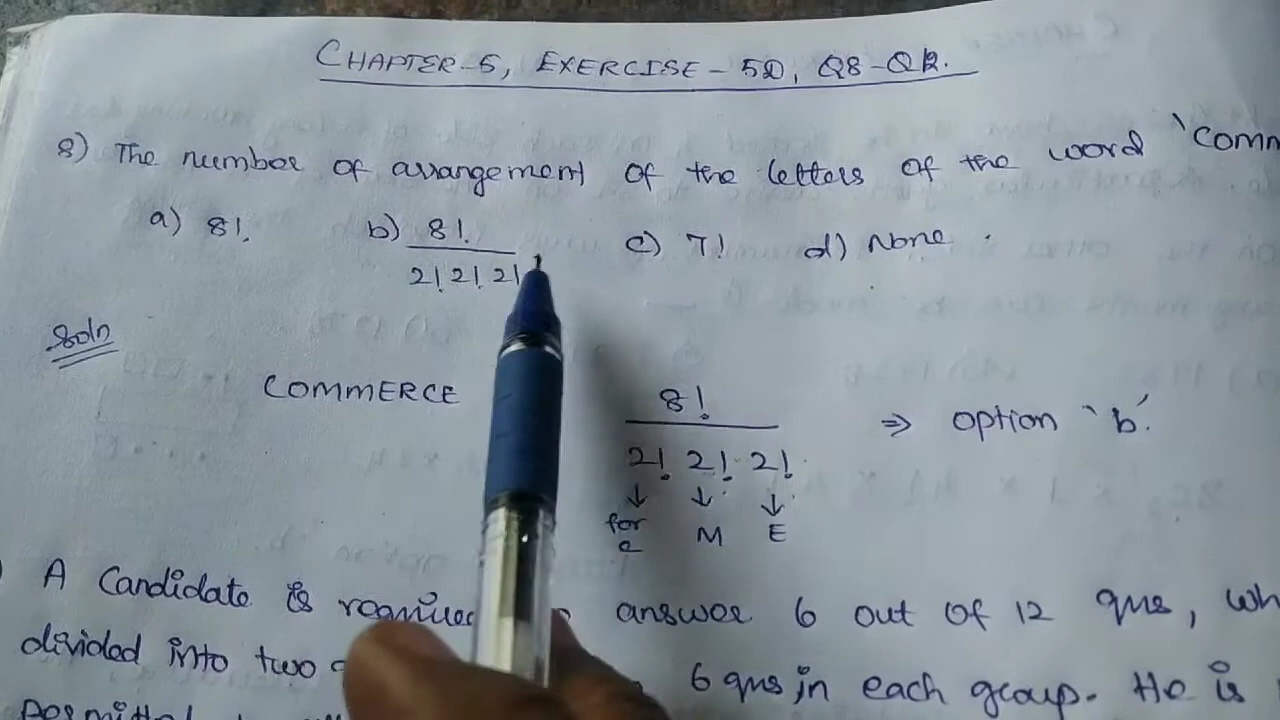 CHAPTER-5, EXERCISE-5D, Q8-Q12.
8) The number of arrangement of the letters of the word 'Comm
a) 8!. b) 8! / 2! 2! 2! c) 7! d) None.
Soln
COMMERCE 8! / 2! 2! 2! ⇒ option 'b'.
↓ ↓ ↓
for C M E
A Candidate is required answer 6 out of 12 qns,
divided into two 6 qns in each group. He is